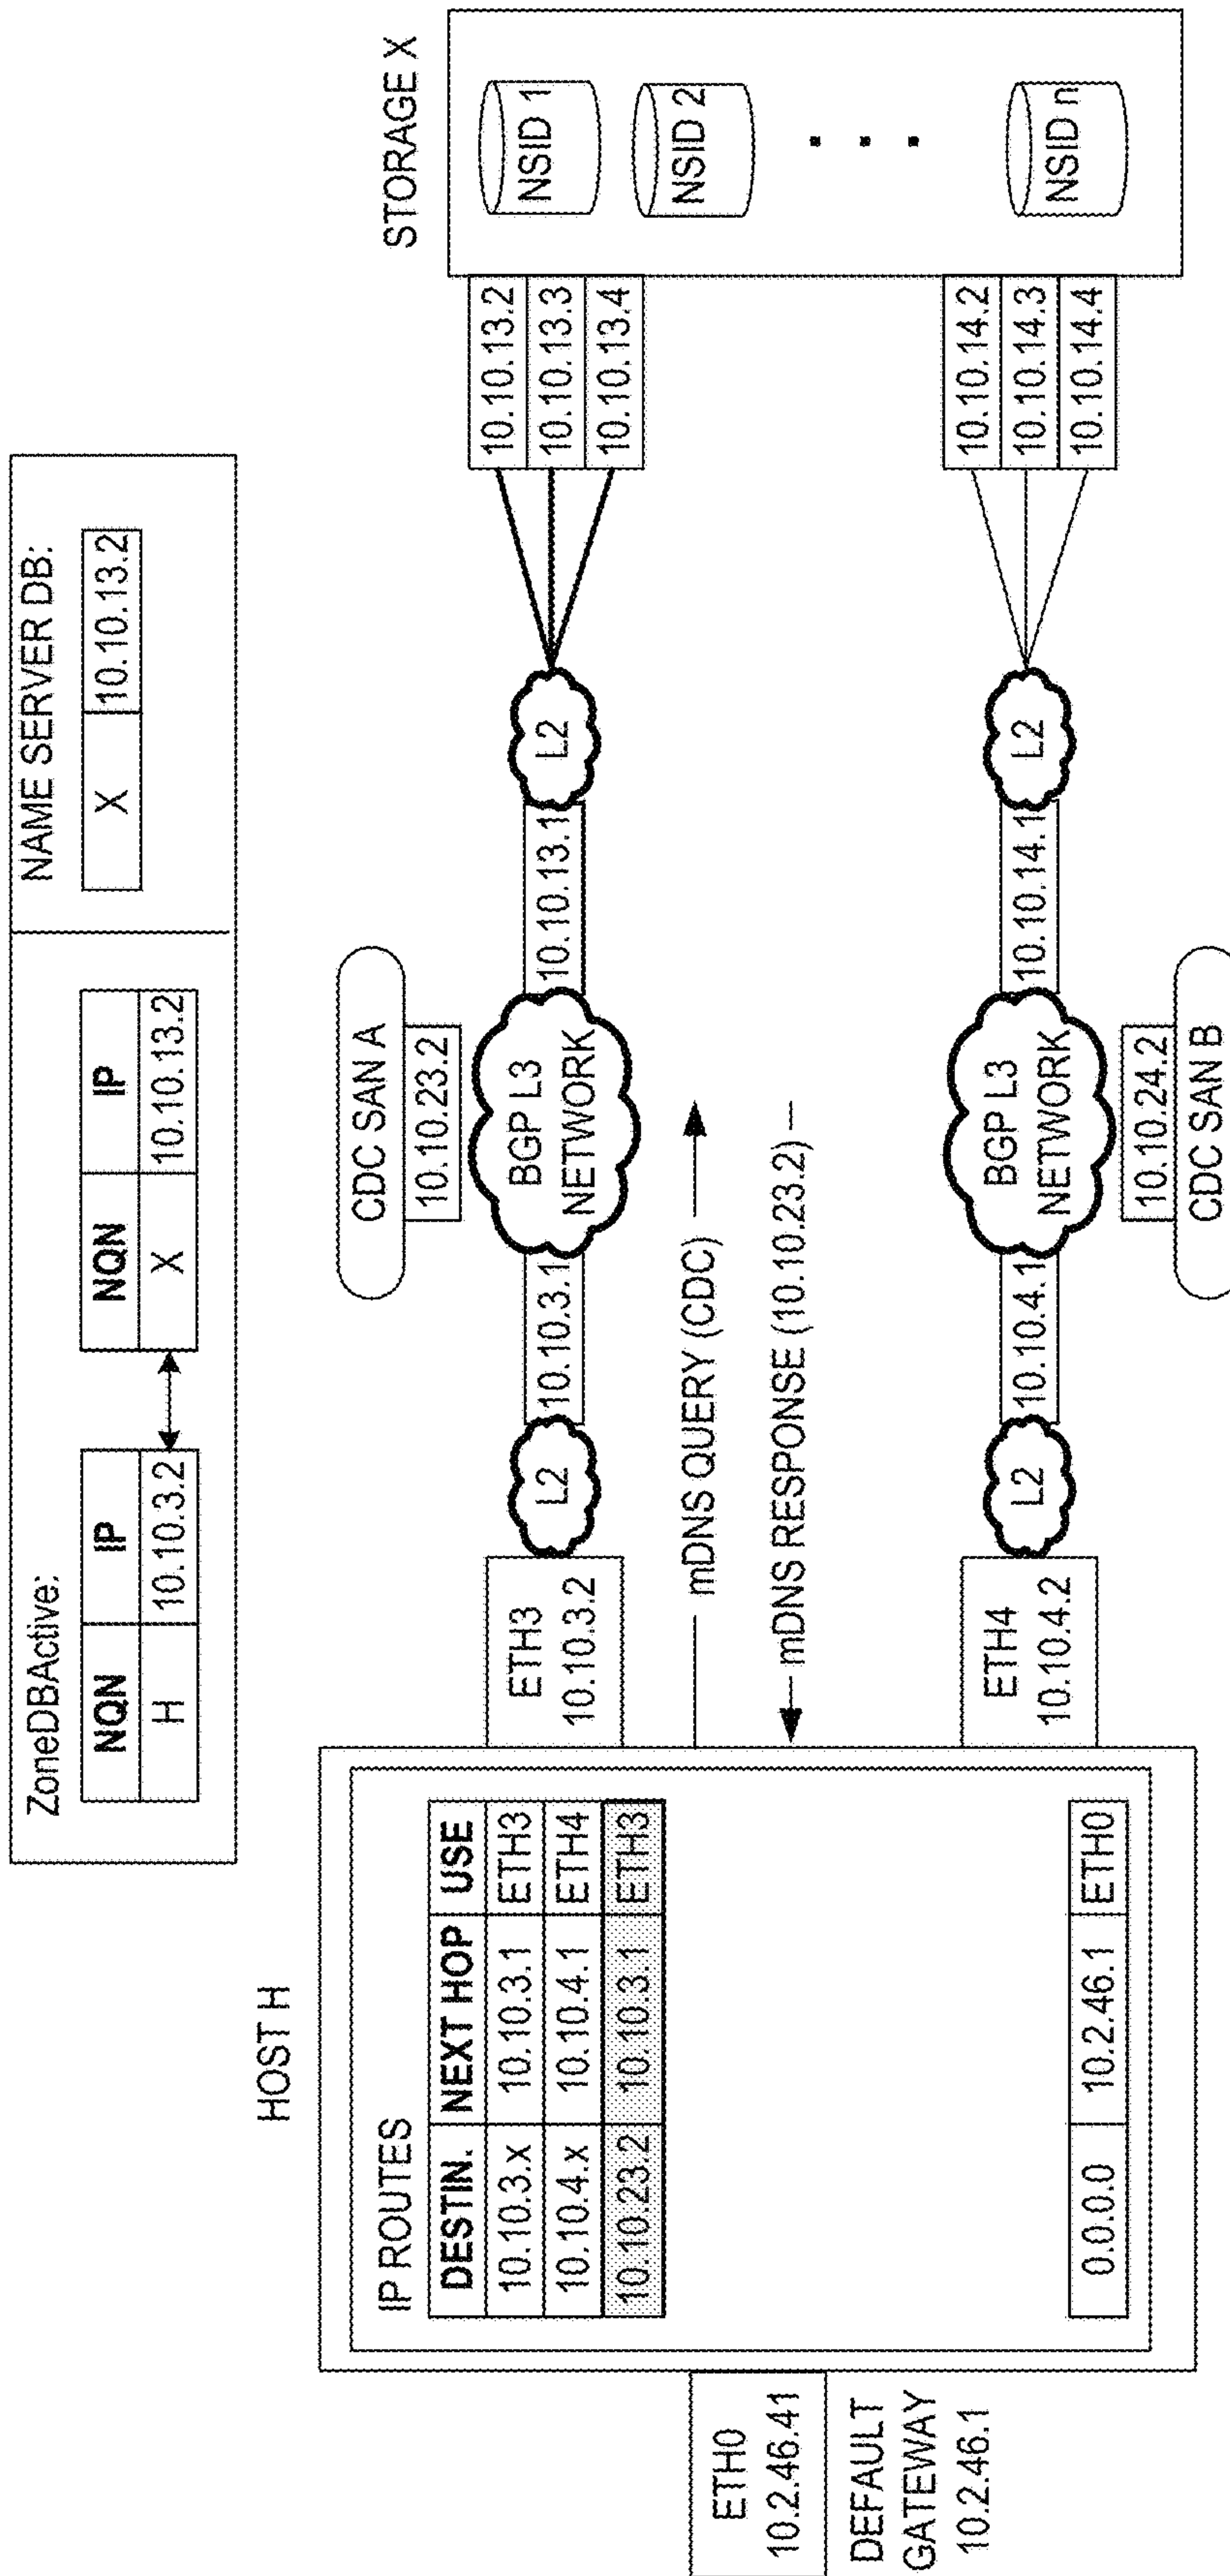 ZoneDBActive:
NQN IP
H 10.10.3.2
NQN IP
X 10.10.13.2
NAME SERVER DB:
X 10.10.13.2
HOST H
IP ROUTES
DESTIN. NEXT HOP USE
10.10.3.x 10.10.3.1 ETH3
10.10.4.x 10.10.4.1 ETH4
10.10.23.2 10.10.3.1 ETH3
0.0.0.0 10.2.46.1 ETH0
ETH0
10.2.46.41
DEFAULT
GATEWAY
10.2.46.1
ETH3
10.10.3.2
L2
10.10.3.1
CDC SAN A
10.10.23.2
BGP L3
NETWORK
10.10.13.1
L2
mDNS QUERY (CDC)
mDNS RESPONSE (10.10.23.2)
ETH4
10.10.4.2
L2
10.10.4.1
BGP L3
NETWORK
10.10.24.2
CDC SAN B
10.10.14.1
L2
STORAGE X
10.10.13.2
10.10.13.3
10.10.13.4
10.10.14.2
10.10.14.3
10.10.14.4
NSID 1
NSID 2
NSID n